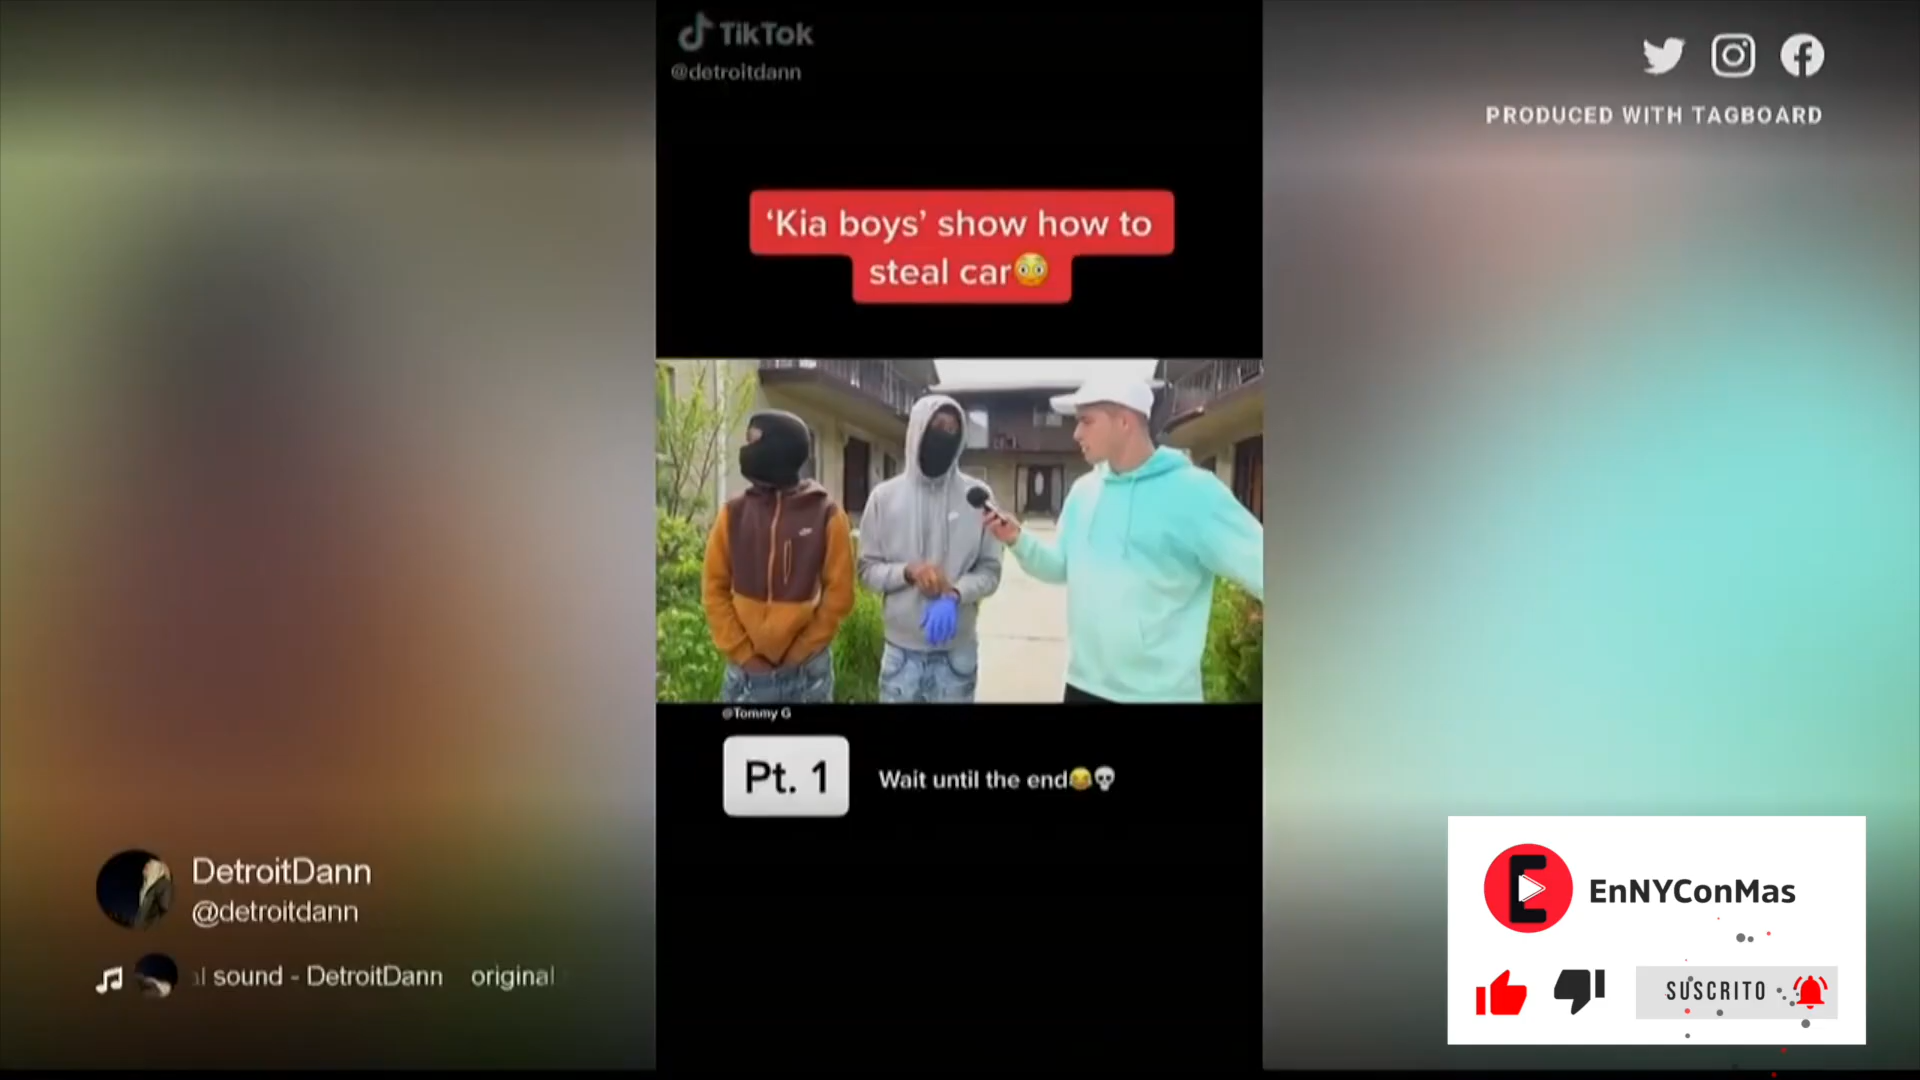 TikTok
@detroitdann
PRODUCED WITH TAGBOARD
‘Kia boys’ show how to
steal car😳
@Tommy G
Pt. 1
Wait until the end😂💀
DetroitDann
@detroitdann
sound - DetroitDann original
EnNYConMas
SUSCRITO